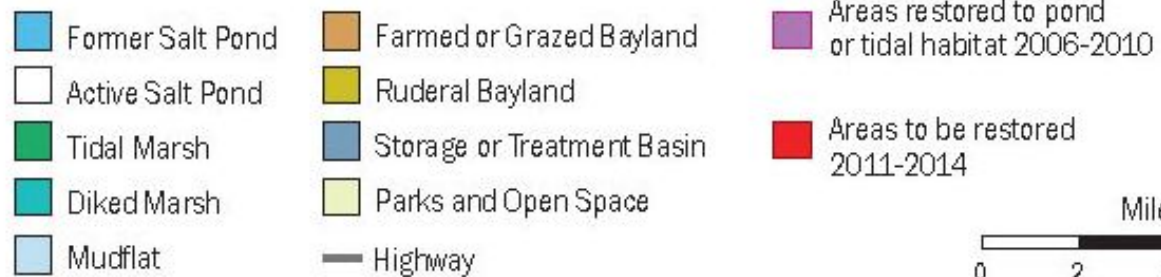 Former Salt Pond
Active Salt Pond
Tidal Marsh
Diked Marsh
Mudflat
Farmed or Grazed Bayland
Ruderal Bayland
Storage or Treatment Basin
Parks and Open Space
Highway
Areas restored to pond
or tidal habitat 2006-2010
Areas to be restored
2011-2014
0 2